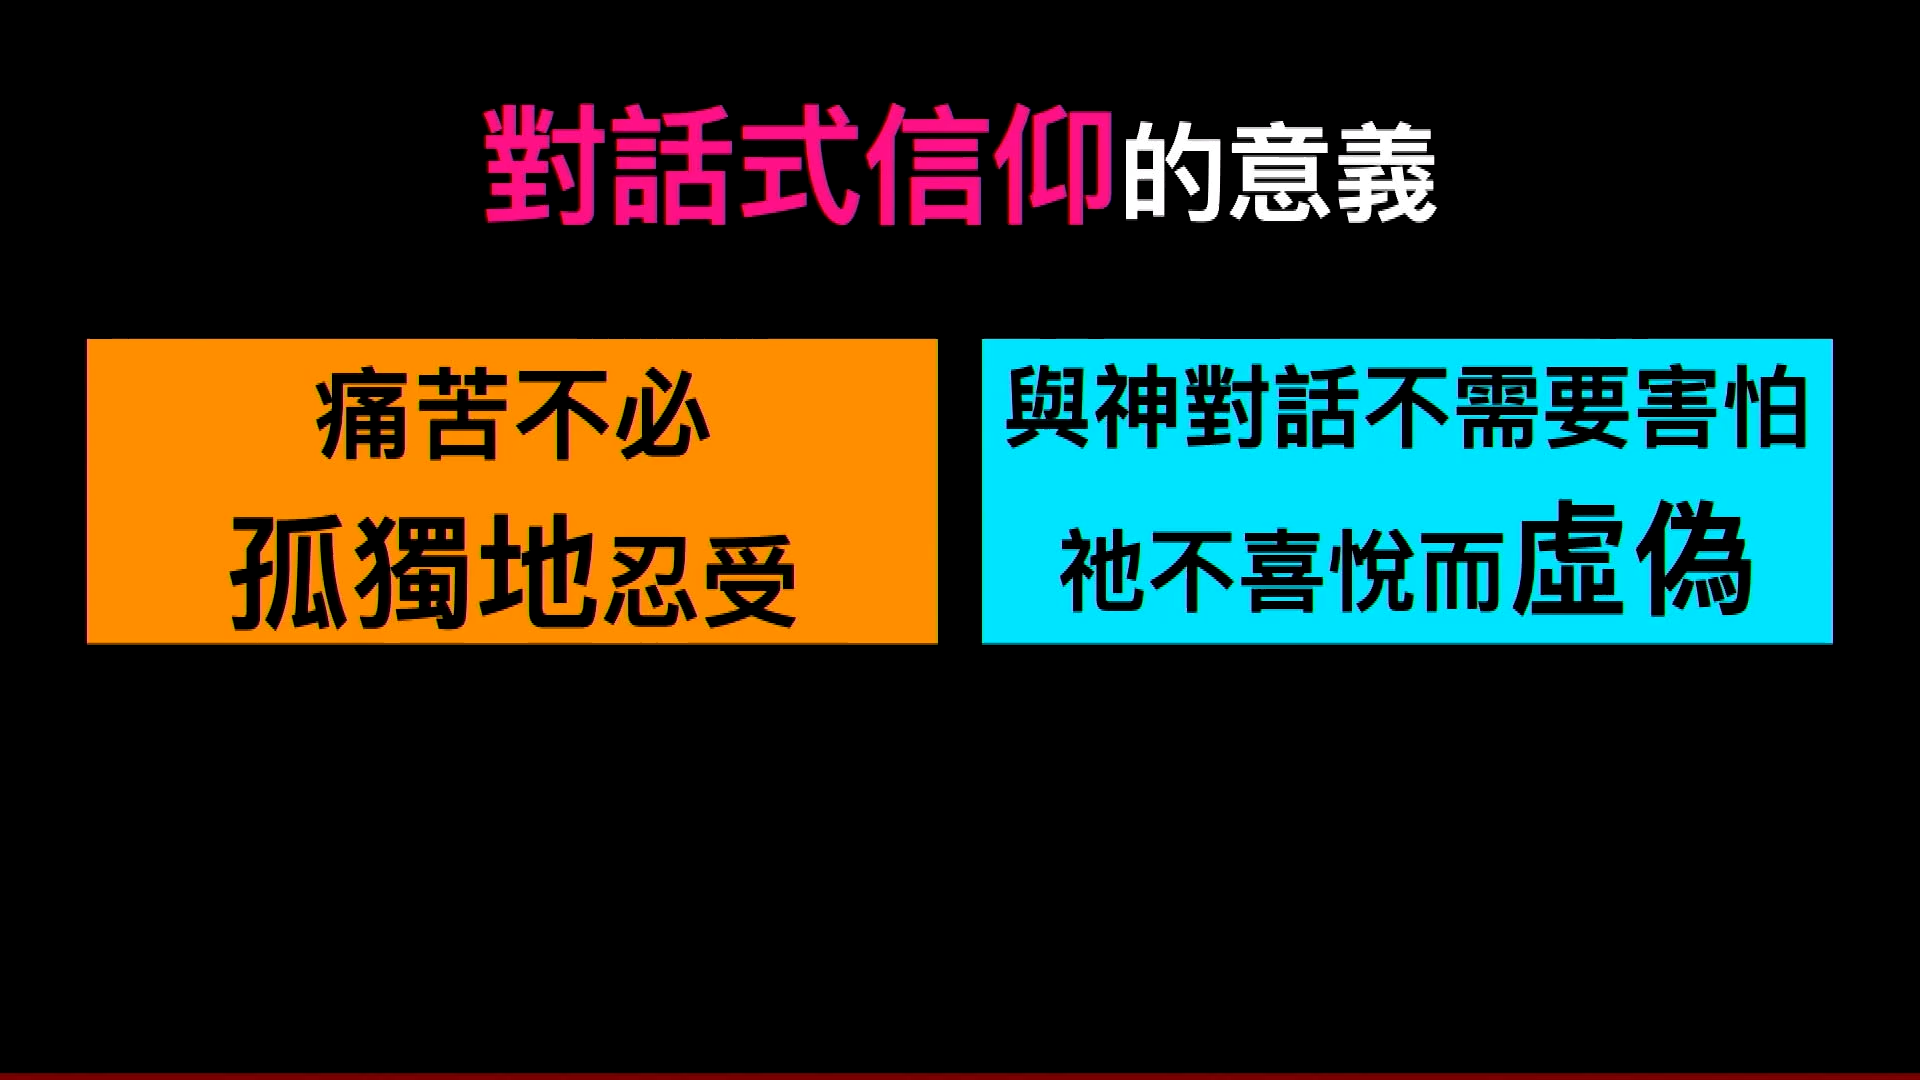 對話式信仰的意義
痛苦不必
孤獨地忍受
與神對話不需要害怕
祂不喜悅而虛偽